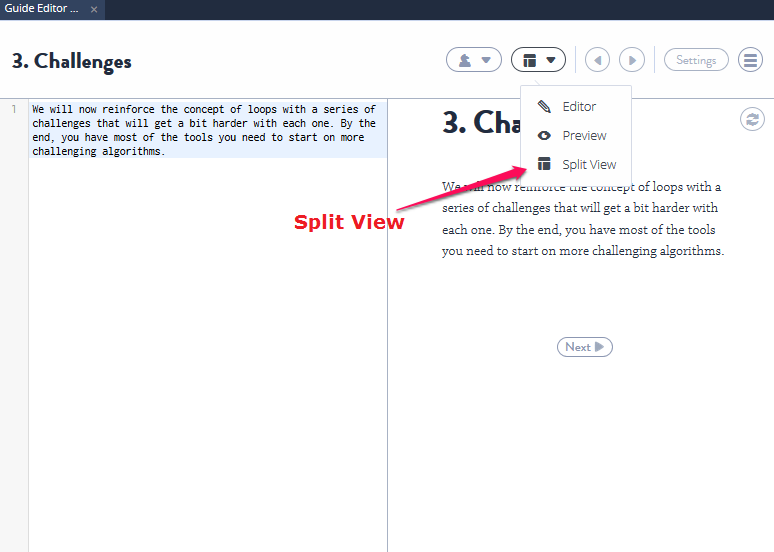 Guide Editor ... ×
3. Challenges
Settings
Editor
Preview
Split View
1 We will now reinforce the concept of loops with a series of
challenges that will get a bit harder with each one. By the
end, you have most of the tools you need to start on more
challenging algorithms.
Split View
3. Cha
We will now reinforce the concept of loops with a
series of challenges that will get a bit harder with
each one. By the end, you have most of the tools
you need to start on more challenging algorithms.
Next